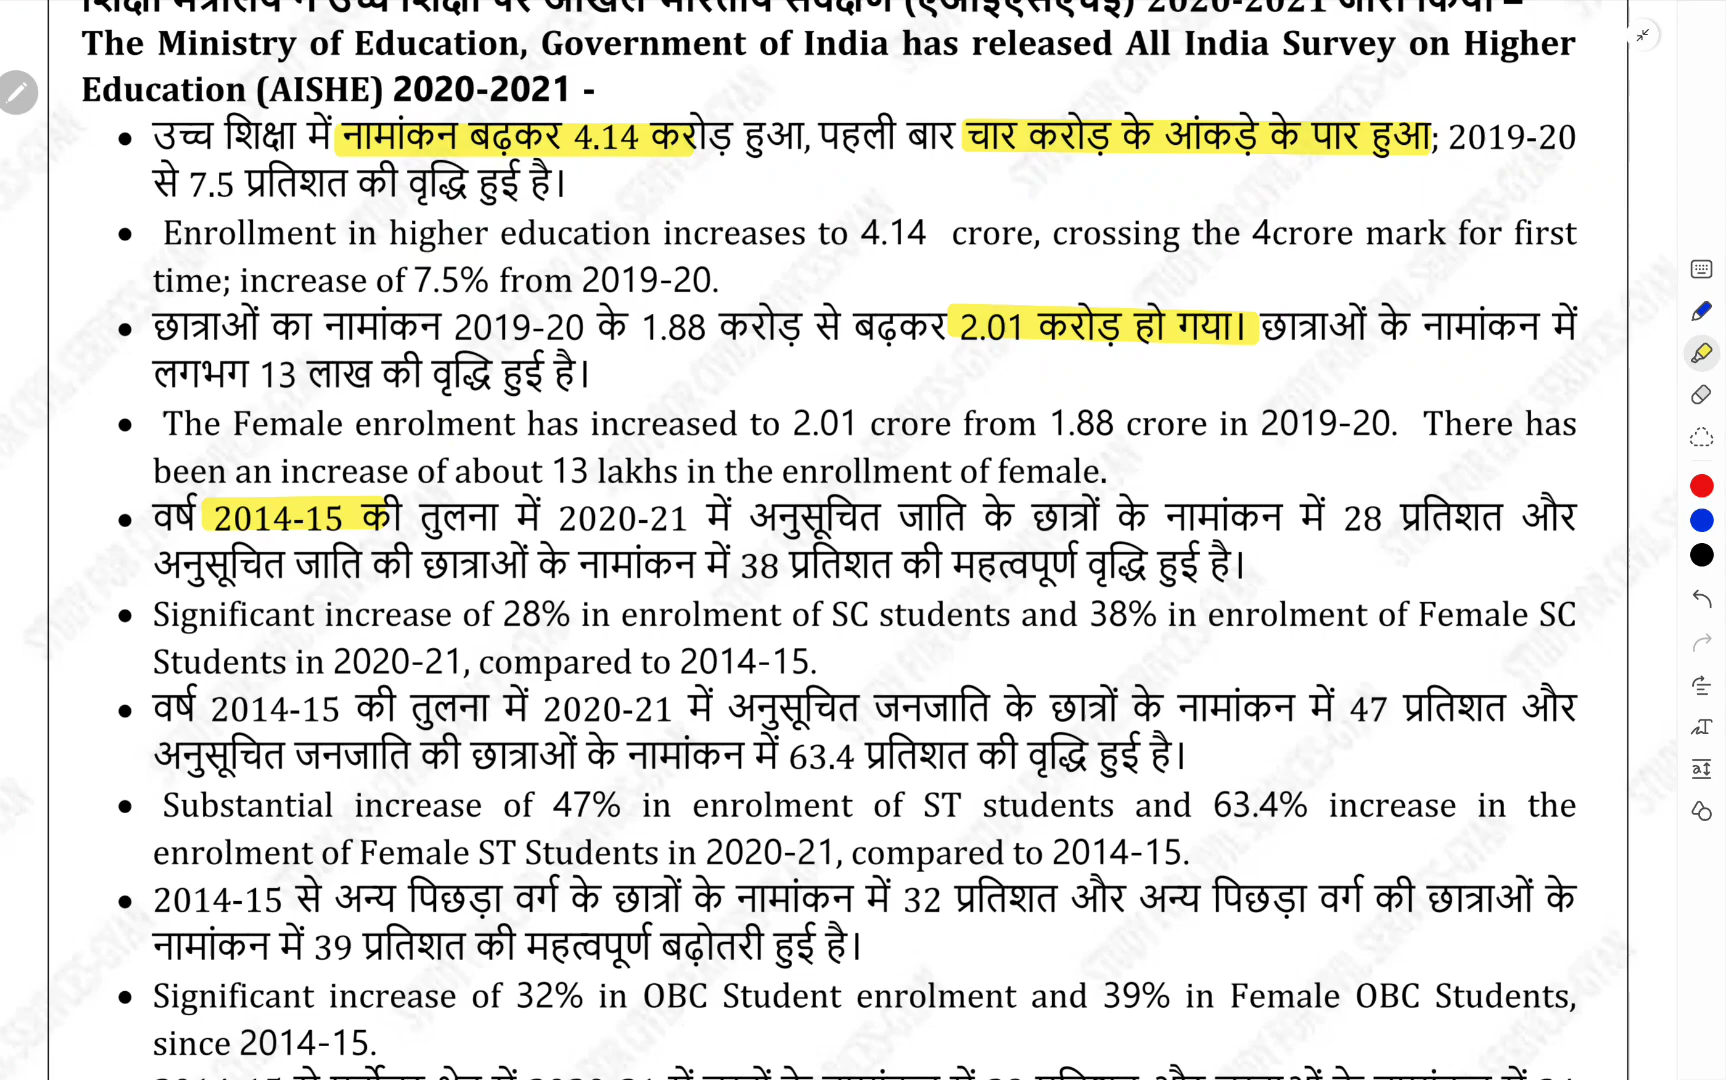 शिक्षा मंत्रालय ने उच्च शिक्षा पर अखिल भारतीय सर्वेक्षण (एआईएसएचई) 2020-2021 जारी किया –
The Ministry of Education, Government of India has released All India Survey on Higher
Education (AISHE) 2020-2021 -
• उच्च शिक्षा में नामांकन बढ़कर 4.14 करोड़ हुआ, पहली बार चार करोड़ के आंकड़े के पार हुआ; 2019-20
से 7.5 प्रतिशत की वृद्धि हुई है।
• Enrollment in higher education increases to 4.14 crore, crossing the 4crore mark for first
time; increase of 7.5% from 2019-20.
• छात्राओं का नामांकन 2019-20 के 1.88 करोड़ से बढ़कर 2.01 करोड़ हो गया। छात्राओं के नामांकन में
लगभग 13 लाख की वृद्धि हुई है।
• The Female enrolment has increased to 2.01 crore from 1.88 crore in 2019-20. There has
been an increase of about 13 lakhs in the enrollment of female.
• वर्ष 2014-15 की तुलना में 2020-21 में अनुसूचित जाति के छात्रों के नामांकन में 28 प्रतिशत और
अनुसूचित जाति की छात्राओं के नामांकन में 38 प्रतिशत की महत्वपूर्ण वृद्धि हुई है।
• Significant increase of 28% in enrolment of SC students and 38% in enrolment of Female SC
Students in 2020-21, compared to 2014-15.
• वर्ष 2014-15 की तुलना में 2020-21 में अनुसूचित जनजाति के छात्रों के नामांकन में 47 प्रतिशत और
अनुसूचित जनजाति की छात्राओं के नामांकन में 63.4 प्रतिशत की वृद्धि हुई है।
• Substantial increase of 47% in enrolment of ST students and 63.4% increase in the
enrolment of Female ST Students in 2020-21, compared to 2014-15.
• 2014-15 से अन्य पिछड़ा वर्ग के छात्रों के नामांकन में 32 प्रतिशत और अन्य पिछड़ा वर्ग की छात्राओं के
नामांकन में 39 प्रतिशत की महत्वपूर्ण बढ़ोतरी हुई है।
• Significant increase of 32% in OBC Student enrolment and 39% in Female OBC Students,
since 2014-15.